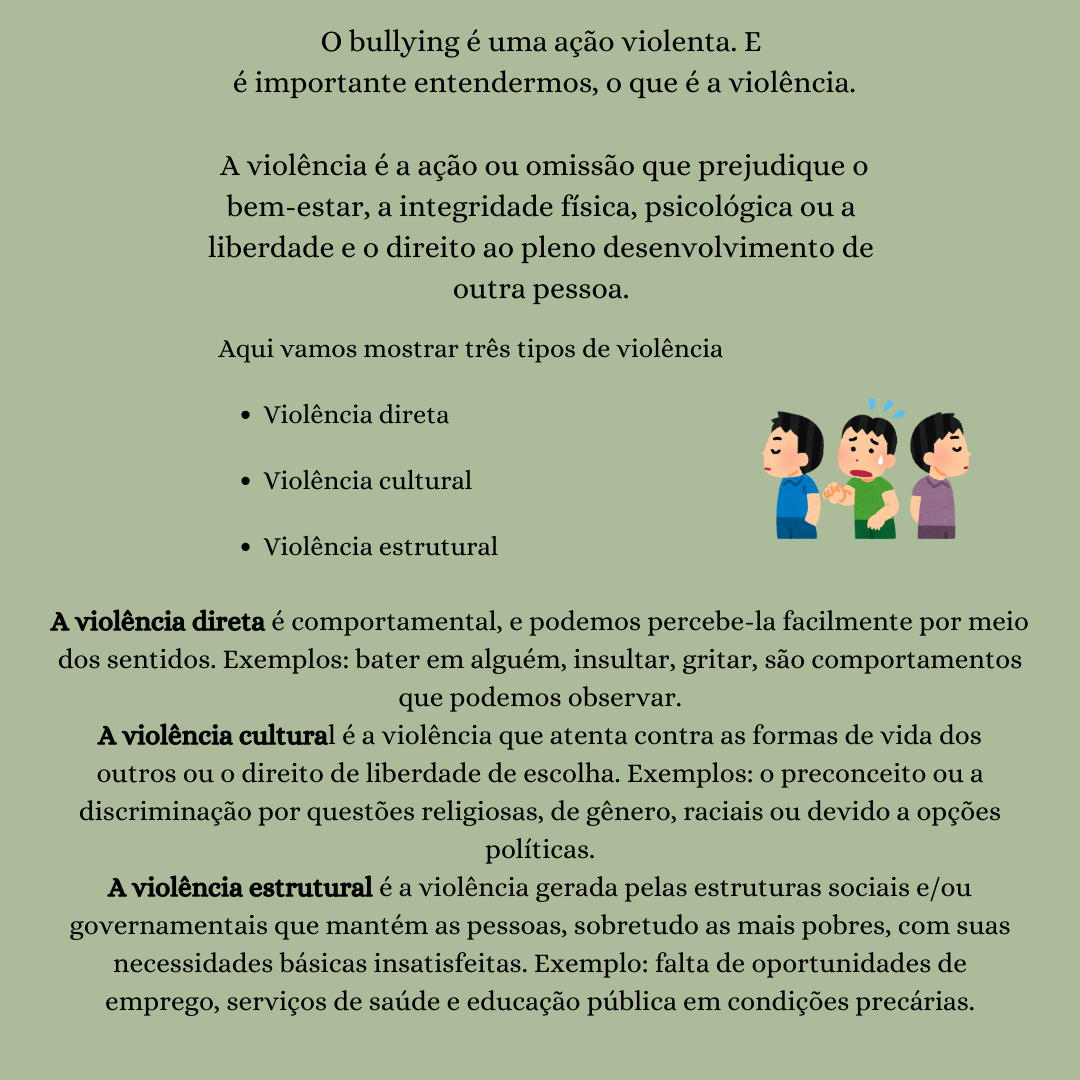 O bullying é uma ação violenta. E
é importante entendermos, o que é a violência.
A violência é a ação ou omissão que prejudique o
bem-estar, a integridade física, psicológica ou a
liberdade e o direito ao pleno desenvolvimento de
outra pessoa.
Aqui vamos mostrar três tipos de violência
• Violência direta
• Violência cultural
• Violência estrutural
A violência direta é comportamental, e podemos percebe-la facilmente por meio
dos sentidos. Exemplos: bater em alguém, insultar, gritar, são comportamentos
que podemos observar.
A violência cultural é a violência que atenta contra as formas de vida dos
outros ou o direito de liberdade de escolha. Exemplos: o preconceito ou a
discriminação por questões religiosas, de gênero, raciais ou devido a opções
políticas.
A violência estrutural é a violência gerada pelas estruturas sociais e/ou
governamentais que mantém as pessoas, sobretudo as mais pobres, com suas
necessidades básicas insatisfeitas. Exemplo: falta de oportunidades de
emprego, serviços de saúde e educação pública em condições precárias.